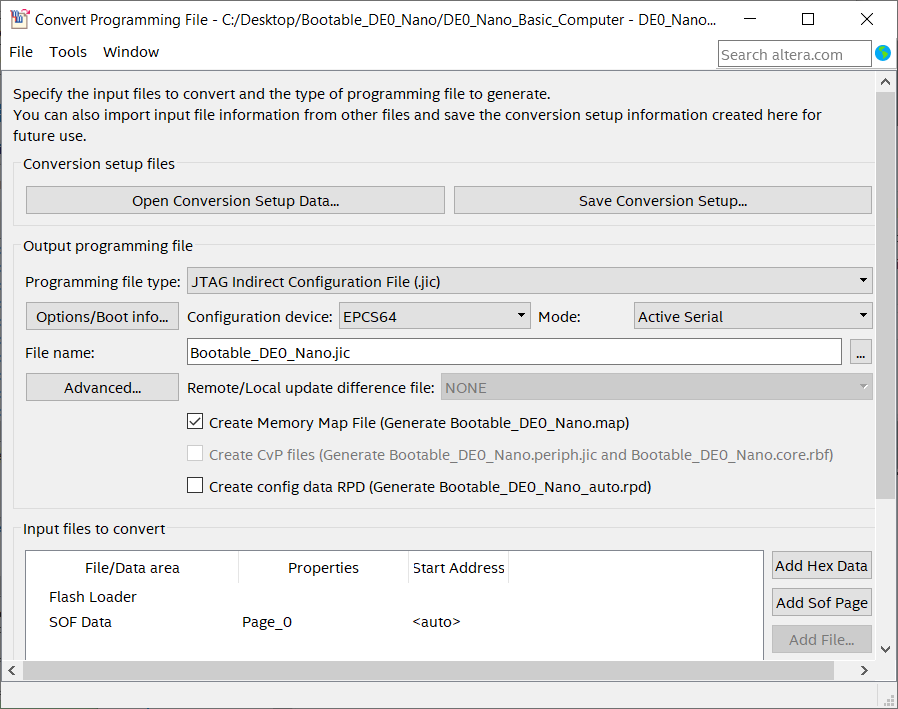 Convert Programming File - C:/Desktop/Bootable_DE0_Nano/DE0_Nano_Basic_Computer - DE0_Nano...
File Tools Window
Search altera.com
Specify the input files to convert and the type of programming file to generate.
You can also import input file information from other files and save the conversion setup information created here for
future use.
Conversion setup files
Open Conversion Setup Data... Save Conversion Setup...
Output programming file
Programming file type: JTAG Indirect Configuration File (.jic)
Options/Boot info... Configuration device: EPCS64 Mode: Active Serial
File name: Bootable_DE0_Nano.jic ...
Advanced... Remote/Local update difference file: NONE
Create Memory Map File (Generate Bootable_DE0_Nano.map)
Create CvP files (Generate Bootable_DE0_Nano.periph.jic and Bootable_DE0_Nano.core.rbf)
Create config data RPD (Generate Bootable_DE0_Nano_auto.rpd)
Input files to convert
File/Data area Properties Start Address Add Hex Data
Flash Loader
Add Sof Page
SOF Data Page_0 <auto>
Add File...